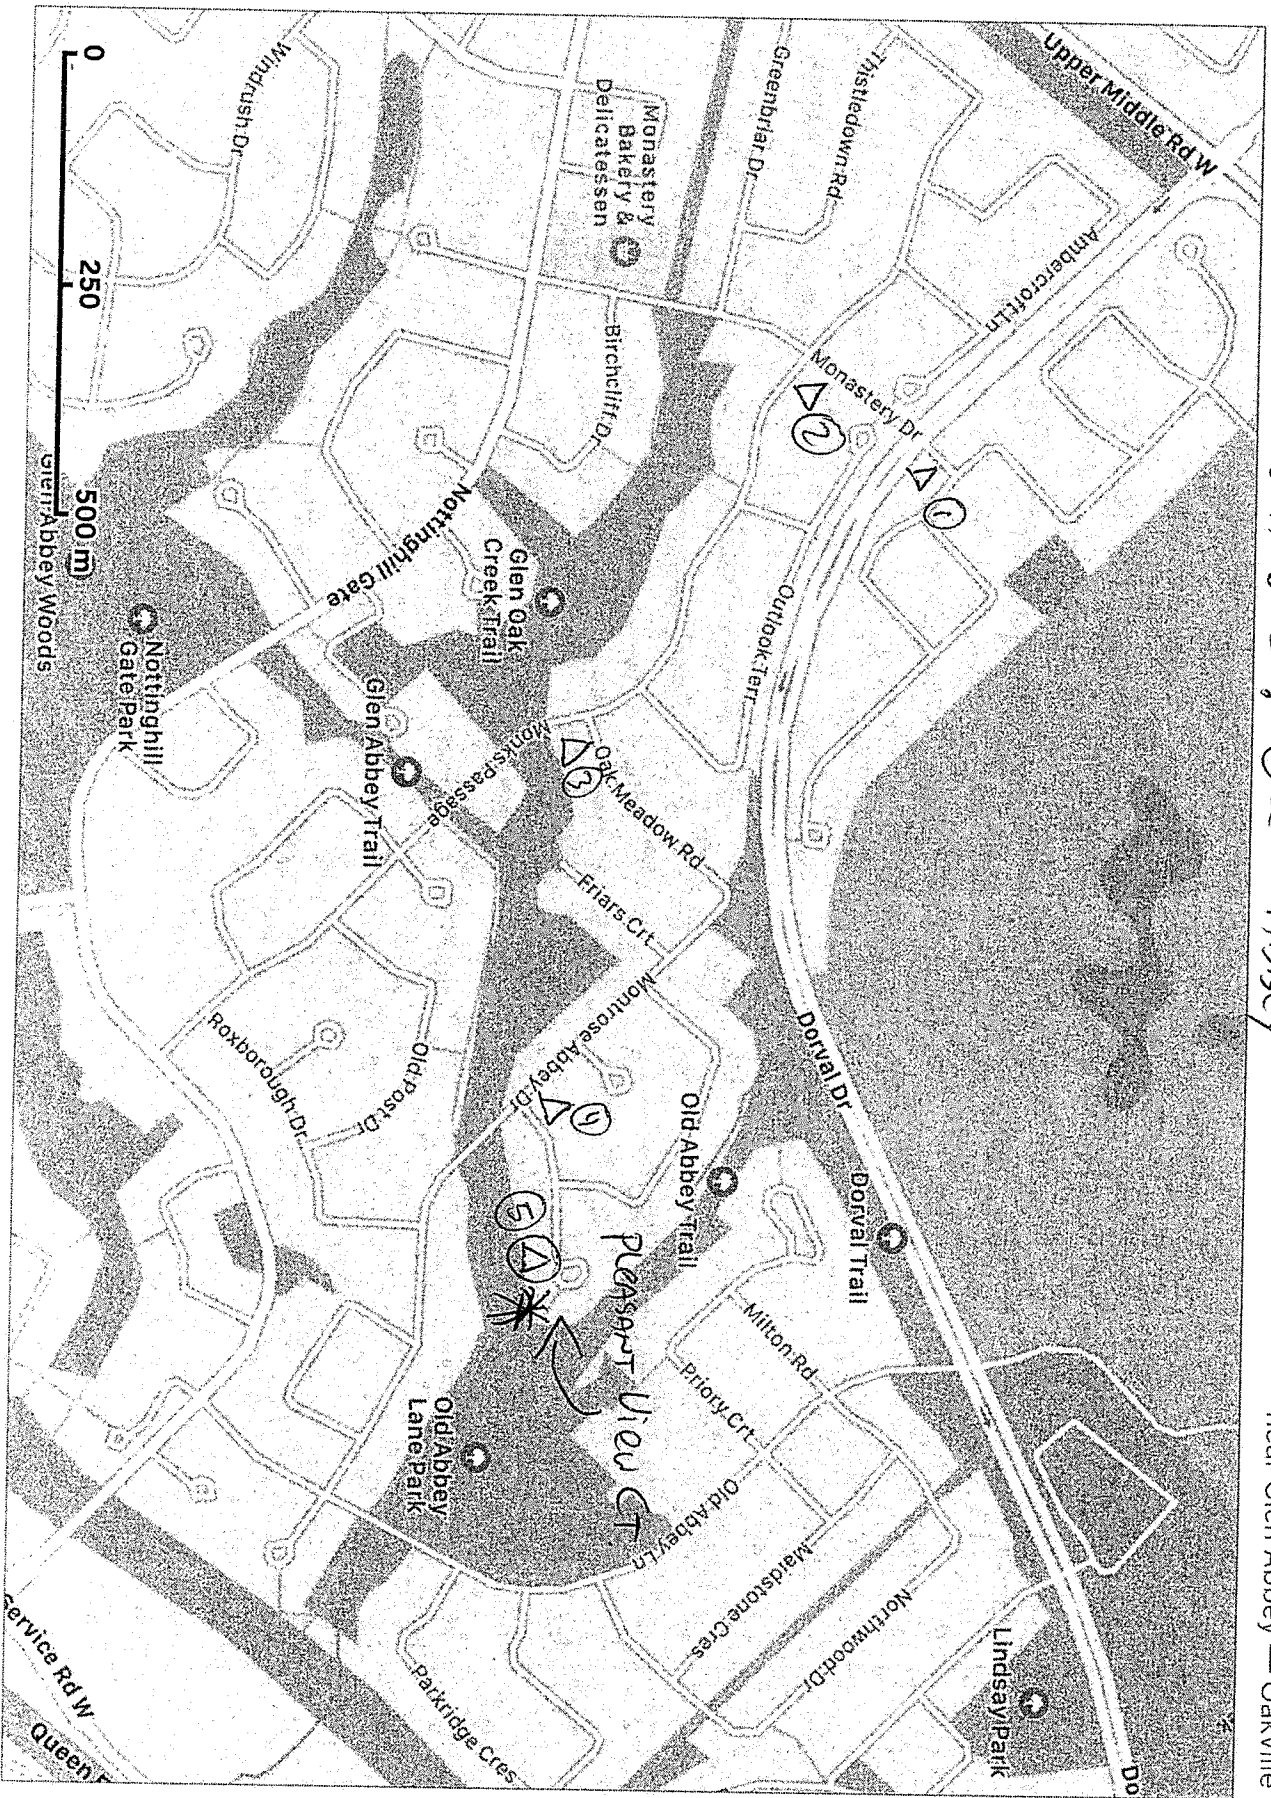 near Glen Abbey — Oakville
Upper Middle Rd W
Thistledown Rd
Greenbriar Dr
Ambercroft Ln
Windrush Dr
Monastery
Bakery &
Delicatessen
Birchcliff Dr
Monastery Dr
2
1
0
250
500 m)
Nottinghill Gate
Glen Oak
Creek Trail
Outlook Terr
Glen Abbey Woods
Nottinghill
Gate Park
Glen Abbey Trail
Monks Passage
3
Oak Meadow Rd
Friars Crt
Montrose Abbey Dr
4
Dorval Dr
Roxborough Dr
Old Post Dr
Old Abbey Trail
Dorval Trail
5
PLEASANT VIEW CT
Milton Rd
Priory Crt
Old Abbey
Lane Park
Old Abbey Ln
Maidstone Cres
Northwood Dr
Lindsay Park
Parkridge Cres
Service Rd W
Queen E
Do